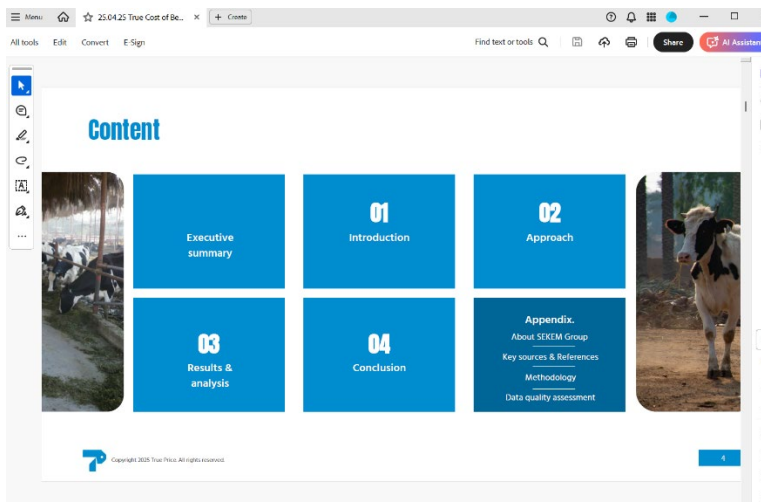 Menu
25.04.25 True Cost of Be...
+ Create
All tools
Edit
Convert
E-Sign
Find text or tools
Share
AI Assistan
Content
Executive
summary
01
Introduction
02
Approach
03
Results &
analysis
04
Conclusion
Appendix.
About SEKEM Group
Key sources & References
Methodology
Data quality assessment
Copyright 2025 True Price. All rights reserved.
4